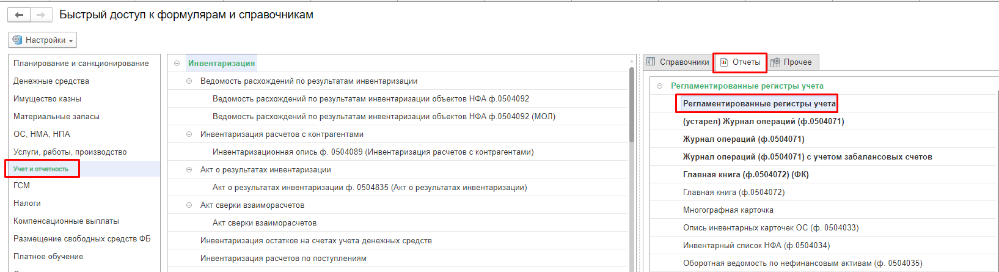 Быстрый доступ к формулярам и справочникам
Настройки
Планирование и санкционирование
Денежные средства
Имущество казны
Материальные запасы
ОС, НМА, НПА
Услуги, работы, производство
Учет и отчетность
ГСМ
Налоги
Компенсационные выплаты
Размещение свободных средств ФБ
Платное обучение
Инвентаризация
Ведомость расхождений по результатам инвентаризации
Ведомость расхождений по результатам инвентаризации объектов НФА ф.0504092
Ведомость расхождений по результатам инвентаризации объектов НФА ф.0504092 (МОЛ)
Инвентаризация расчетов с контрагентами
Инвентаризационная опись ф. 0504089 (Инвентаризация расчетов с контрагентами)
Акт о результатах инвентаризации
Акт о результатах инвентаризации ф. 0504835 (Акт о результатах инвентаризации)
Акт сверки взаиморасчетов
Акт сверки взаиморасчетов
Инвентаризация остатков на счетах учета денежных средств
Инвентаризация расчетов по поступлениям
Справочники
Отчеты
Прочее
Регламентированные регистры учета
Регламентированные регистры учета
(устарел) Журнал операций (ф.0504071)
Журнал операций (ф.0504071)
Журнал операций (ф.0504071) с учетом забалансовых счетов
Главная книга (ф.0504072) (ФК)
Главная книга (ф.0504072)
Многографная карточка
Опись инвентарных карточек ОС (ф. 0504033)
Инвентарный список НФА (ф.0504034)
Оборотная ведомость по нефинансовым активам (ф. 0504035)